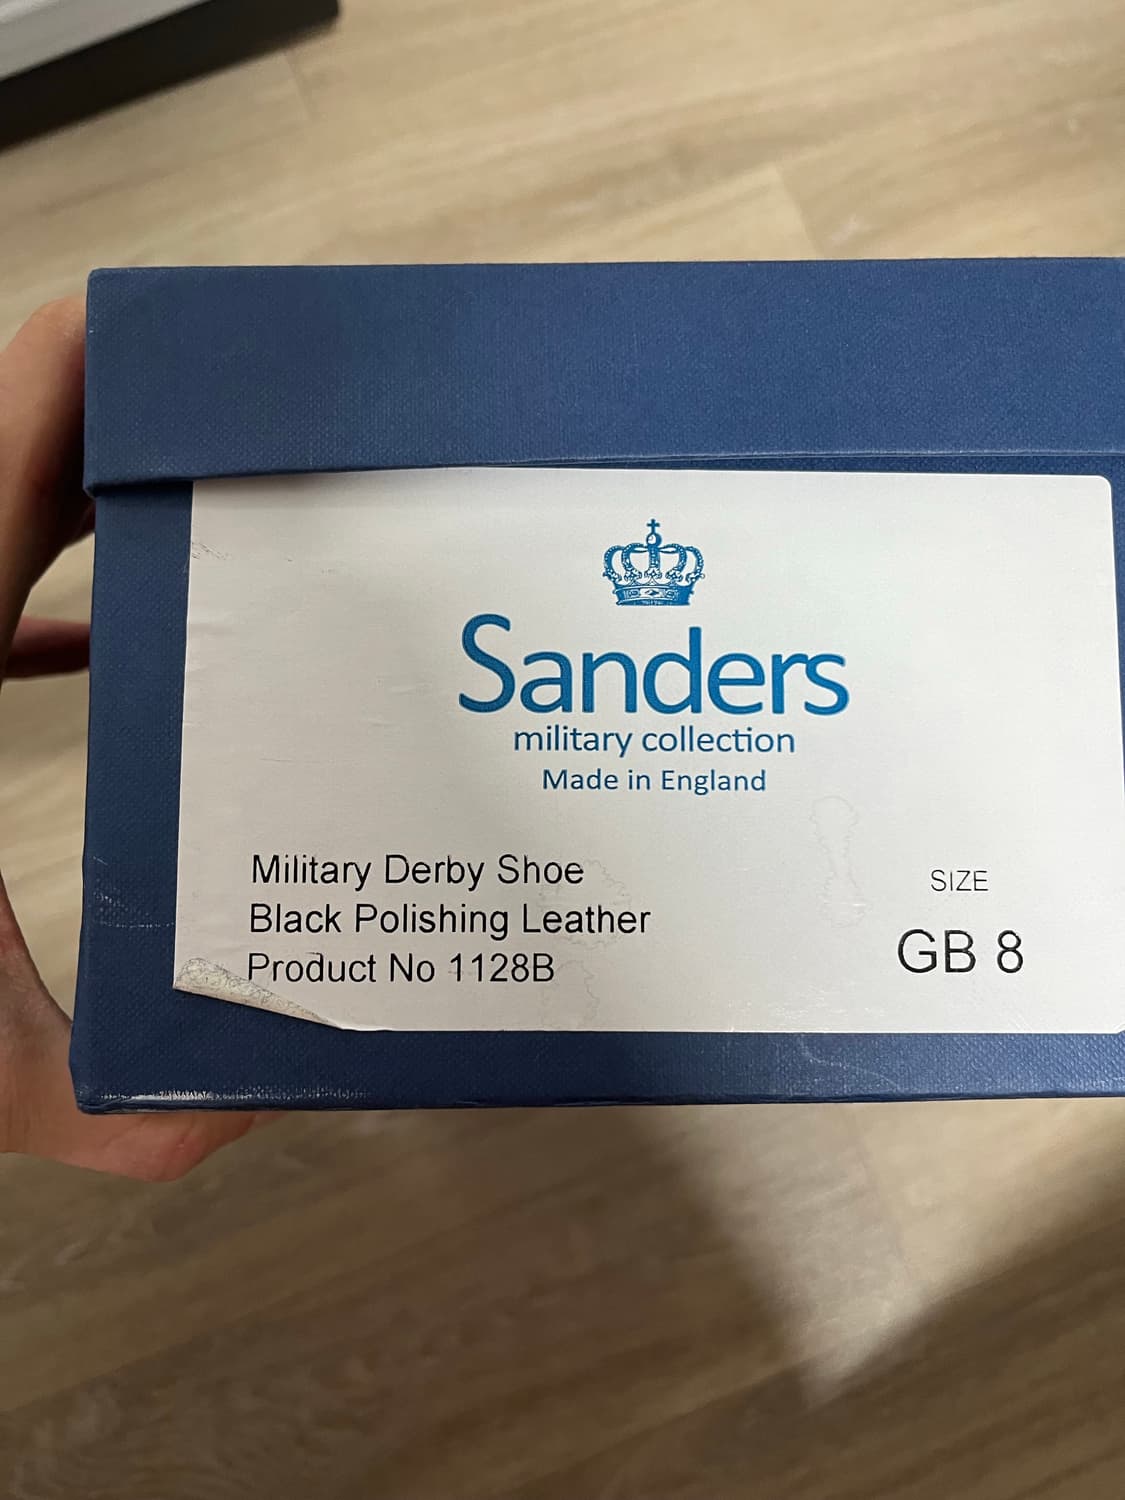 Sanders
military collection
Made in England
Military Derby Shoe
Black Polishing Leather
Product No 1128B
SIZE
GB 8